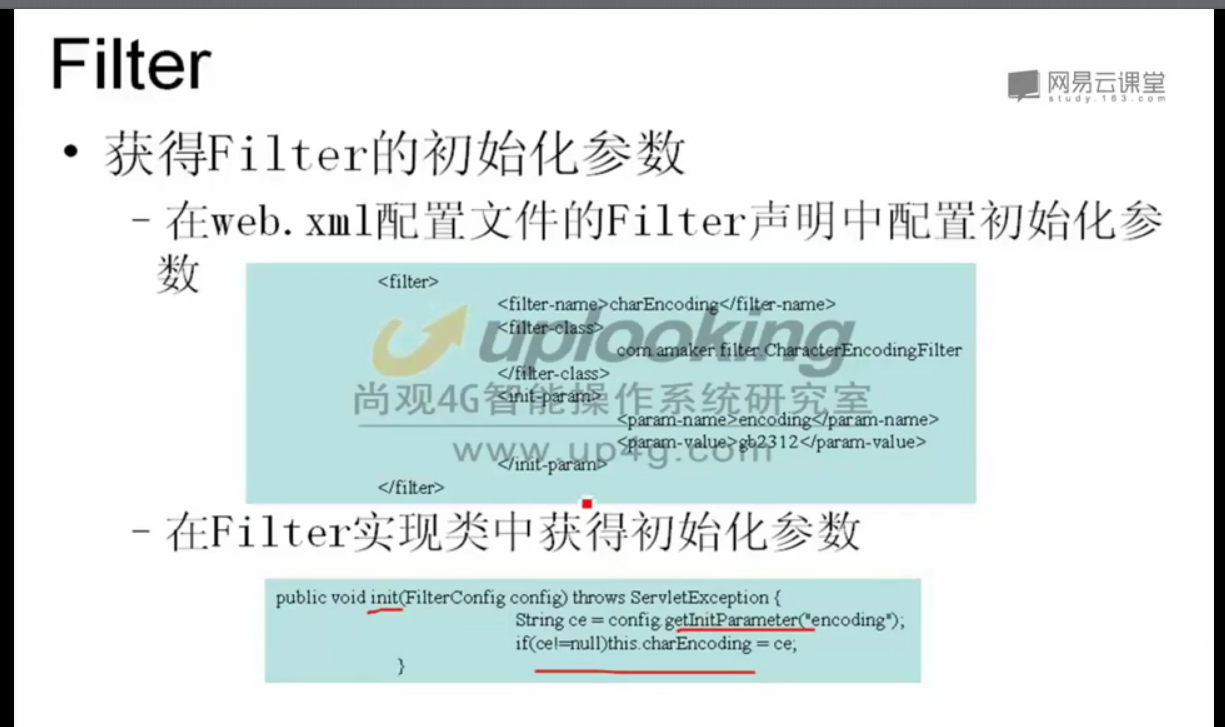 Filter
网易云课堂
study.163.com
• 获得Filter的初始化参数
– 在web.xml配置文件的Filter声明中配置初始化参
数
<filter>
<filter-name>charEncoding</filter-name>
<filter-class>
com.amaker.filter.CharacterEncodingFilter
</filter-class>
<init-param>
<param-name>encoding</param-name>
<param-value>gb2312</param-value>
</init-param>
</filter>
uplooking
尚观4G智能操作系统研究室
www.up4g.com
– 在Filter实现类中获得初始化参数
public void init(FilterConfig config) throws ServletException {
String ce = config.getInitParameter("encoding");
if(ce!=null)this.charEncoding = ce;
}